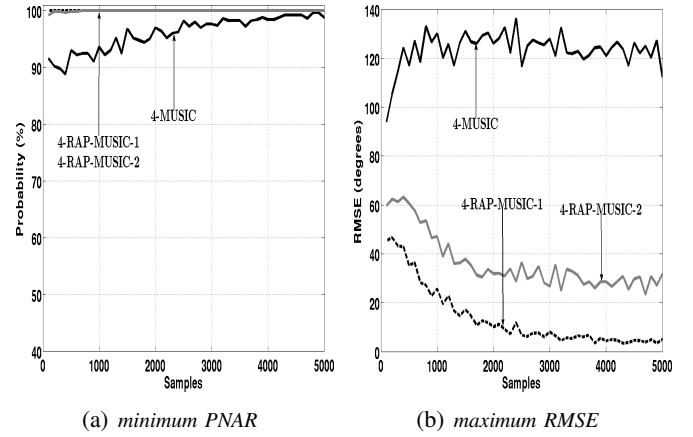 100
90
80
70
60
50
40
Probability (%)
4-MUSIC
4-RAP-MUSIC-1
4-RAP-MUSIC-2
0
1000
2000
3000
4000
5000
Samples
(a) minimum PNAR
140
120
100
80
60
40
20
0
RMSE (degrees)
4-MUSIC
4-RAP-MUSIC-1
4-RAP-MUSIC-2
0
1000
2000
3000
4000
5000
Samples
(b) maximum RMSE